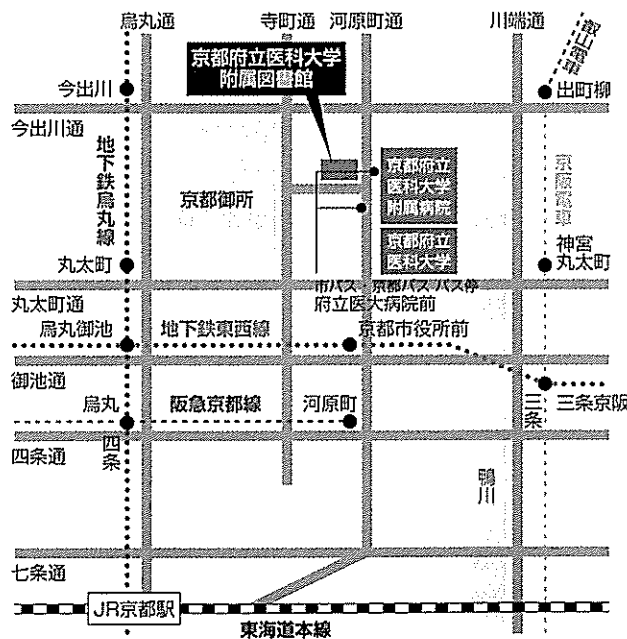 烏丸通
寺町通
河原町通
川端通
叡山電車
京都府立医科大学
附属図書館
今出川
出町柳
今出川通
地下鉄烏丸線
京都御所
京都府立
医科大学
附属病院
京阪電車
京都府立
医科大学
神宮
丸太町
丸太町
市バス・京都バス バス停
府立医大病院前
丸太町通
烏丸御池
地下鉄東西線
京都市役所前
御池通
烏丸
阪急京都線
河原町
三条
三条京阪
四条
四条通
鴨川
七条通
JR京都駅
東海道本線